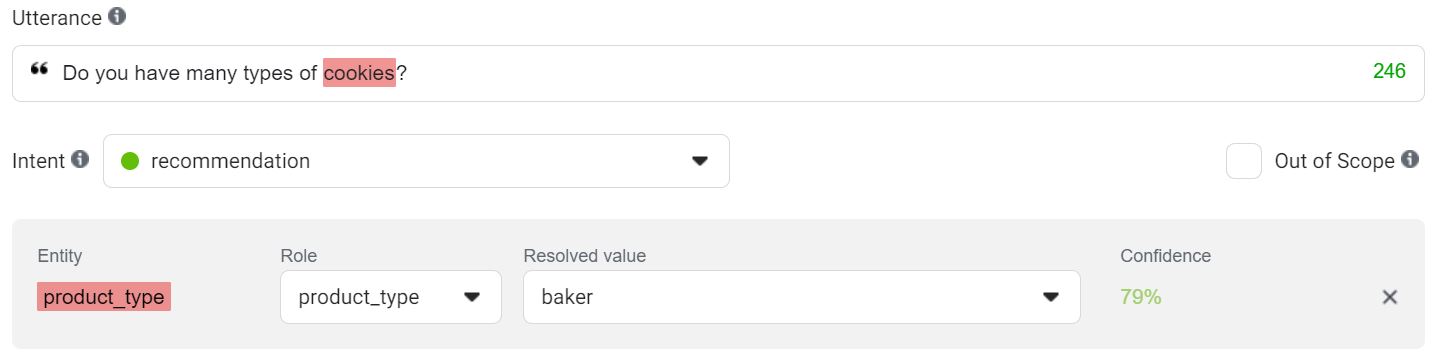 Utterance
Do you have many types of cookies? 246
Intent recommendation Out of Scope
Entity Role Resolved value Confidence
product_type product_type baker 79%